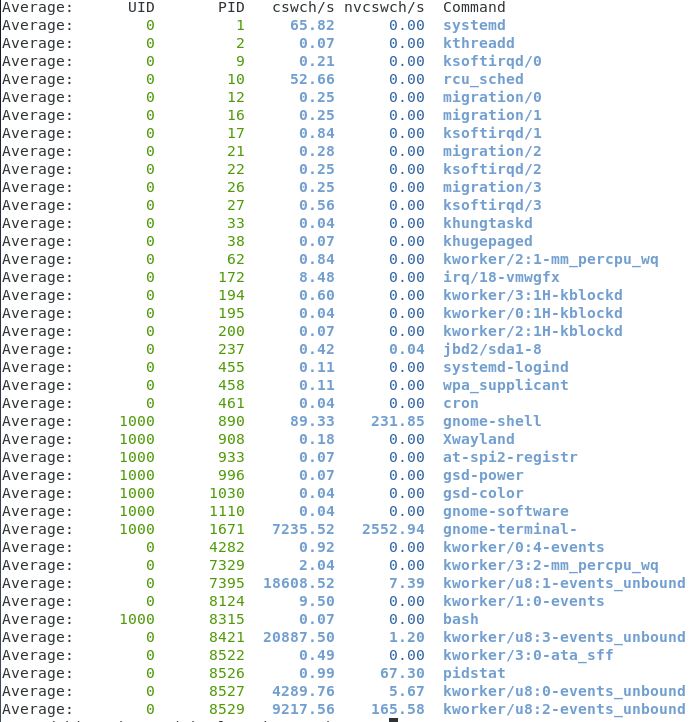 Average: UID PID cswch/s nvcswch/s Command
Average: 0 1 65.82 0.00 systemd
Average: 0 2 0.07 0.00 kthreadd
Average: 0 9 0.21 0.00 ksoftirqd/0
Average: 0 10 52.66 0.00 rcu_sched
Average: 0 12 0.25 0.00 migration/0
Average: 0 16 0.25 0.00 migration/1
Average: 0 17 0.84 0.00 ksoftirqd/1
Average: 0 21 0.28 0.00 migration/2
Average: 0 22 0.25 0.00 ksoftirqd/2
Average: 0 26 0.25 0.00 migration/3
Average: 0 27 0.56 0.00 ksoftirqd/3
Average: 0 33 0.04 0.00 khungtaskd
Average: 0 38 0.07 0.00 khugepaged
Average: 0 62 0.84 0.00 kworker/2:1-mm_percpu_wq
Average: 0 172 8.48 0.00 irq/18-vmwgfx
Average: 0 194 0.60 0.00 kworker/3:1H-kblockd
Average: 0 195 0.04 0.00 kworker/0:1H-kblockd
Average: 0 200 0.07 0.00 kworker/2:1H-kblockd
Average: 0 237 0.42 0.04 jbd2/sda1-8
Average: 0 455 0.11 0.00 systemd-logind
Average: 0 458 0.11 0.00 wpa_supplicant
Average: 0 461 0.04 0.00 cron
Average: 1000 890 89.33 231.85 gnome-shell
Average: 1000 908 0.18 0.00 Xwayland
Average: 1000 933 0.07 0.00 at-spi2-registr
Average: 1000 996 0.07 0.00 gsd-power
Average: 1000 1030 0.04 0.00 gsd-color
Average: 1000 1110 0.04 0.00 gnome-software
Average: 1000 1671 7235.52 2552.94 gnome-terminal-
Average: 0 4282 0.92 0.00 kworker/0:4-events
Average: 0 7329 2.04 0.00 kworker/3:2-mm_percpu_wq
Average: 0 7395 18608.52 7.39 kworker/u8:1-events_unbound
Average: 0 8124 9.50 0.00 kworker/1:0-events
Average: 1000 8315 0.07 0.00 bash
Average: 0 8421 20887.50 1.20 kworker/u8:3-events_unbound
Average: 0 8522 0.49 0.00 kworker/3:0-ata_sff
Average: 0 8526 0.99 67.30 pidstat
Average: 0 8527 4289.76 5.67 kworker/u8:0-events_unbound
Average: 0 8529 9217.56 165.58 kworker/u8:2-events_unbound